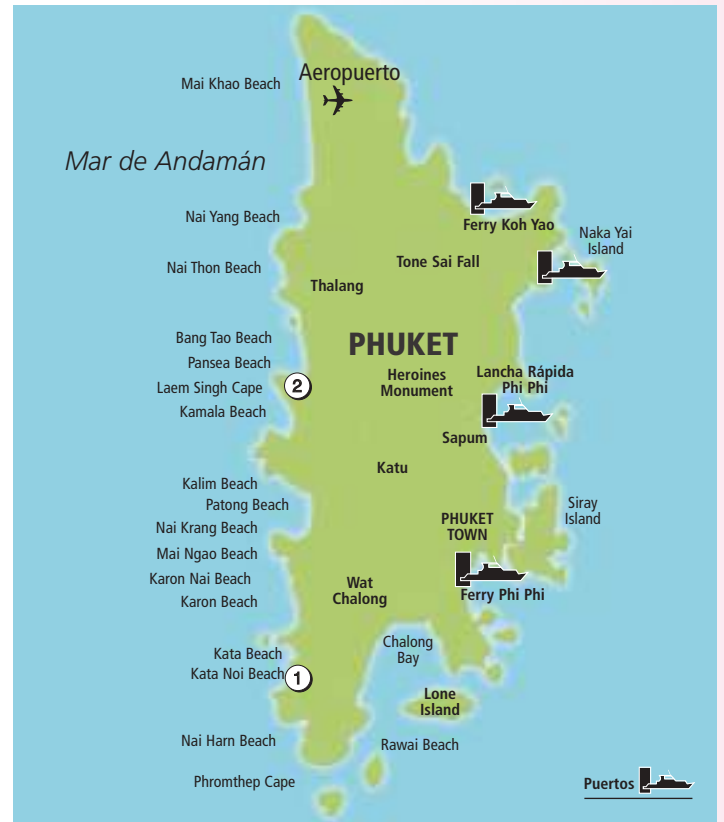 Aeropuerto
Mai Khao Beach
Mar de Andamán
Nai Yang Beach
Ferry Koh Yao
Naka Yai
Island
Nai Thon Beach
Tone Sai Fall
Thalang
Bang Tao Beach
PHUKET
Pansea Beach
Heroines
Monument
Lancha Rápida
Phi Phi
Laem Singh Cape
2
Kamala Beach
Sapum
Katu
Kalim Beach
Patong Beach
Siray
Island
Nai Krang Beach
PHUKET
TOWN
Mai Ngao Beach
Karon Nai Beach
Wat
Chalong
Ferry Phi Phi
Karon Beach
Kata Beach
Chalong
Bay
Kata Noi Beach
1
Lone
Island
Nai Harn Beach
Rawai Beach
Phromthep Cape
Puertos